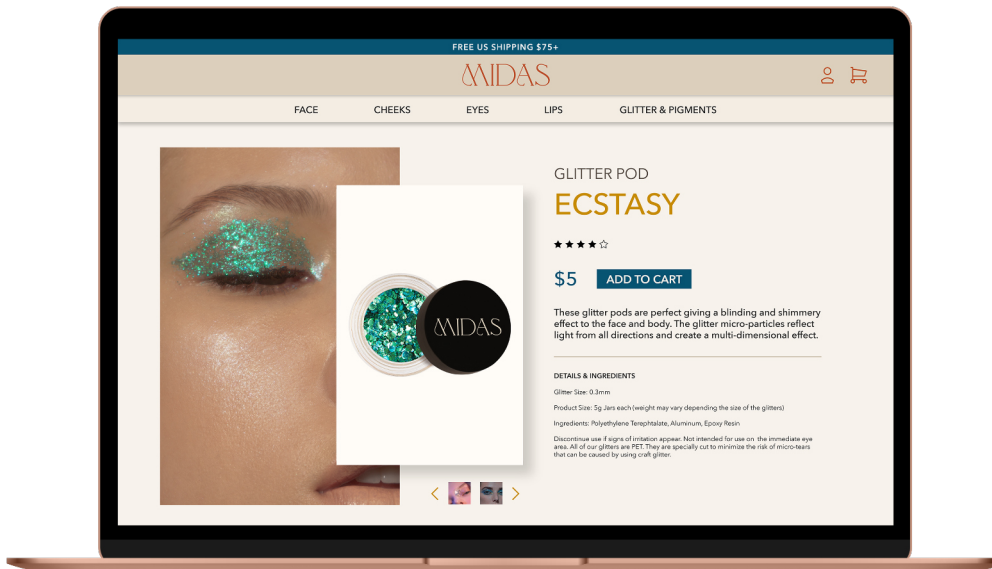 FREE US SHIPPING $75+
MIDAS
FACE CHEEKS EYES LIPS GLITTER & PIGMENTS
GLITTER POD
ECSTASY
$5 ADD TO CART
MIDAS
These glitter pods are perfect giving a blinding and shimmery
effect to the face and body. The glitter micro-particles reflect
light from all directions and create a multi-dimensional effect.
DETAILS & INGREDIENTS
Glitter Size: 0.3mm
Product Size: 5g Jars each (weight may vary depending the size of the glitters)
Ingredients: Polyethylene Terephtalate, Aluminum, Epoxy Resin
Discontinue use if signs of irritation appear. Not intended for use on the immediate eye
area. All of our glitters are PET. They are specially cut to minimize the risk of micro-tears
that can be caused by using craft glitter.